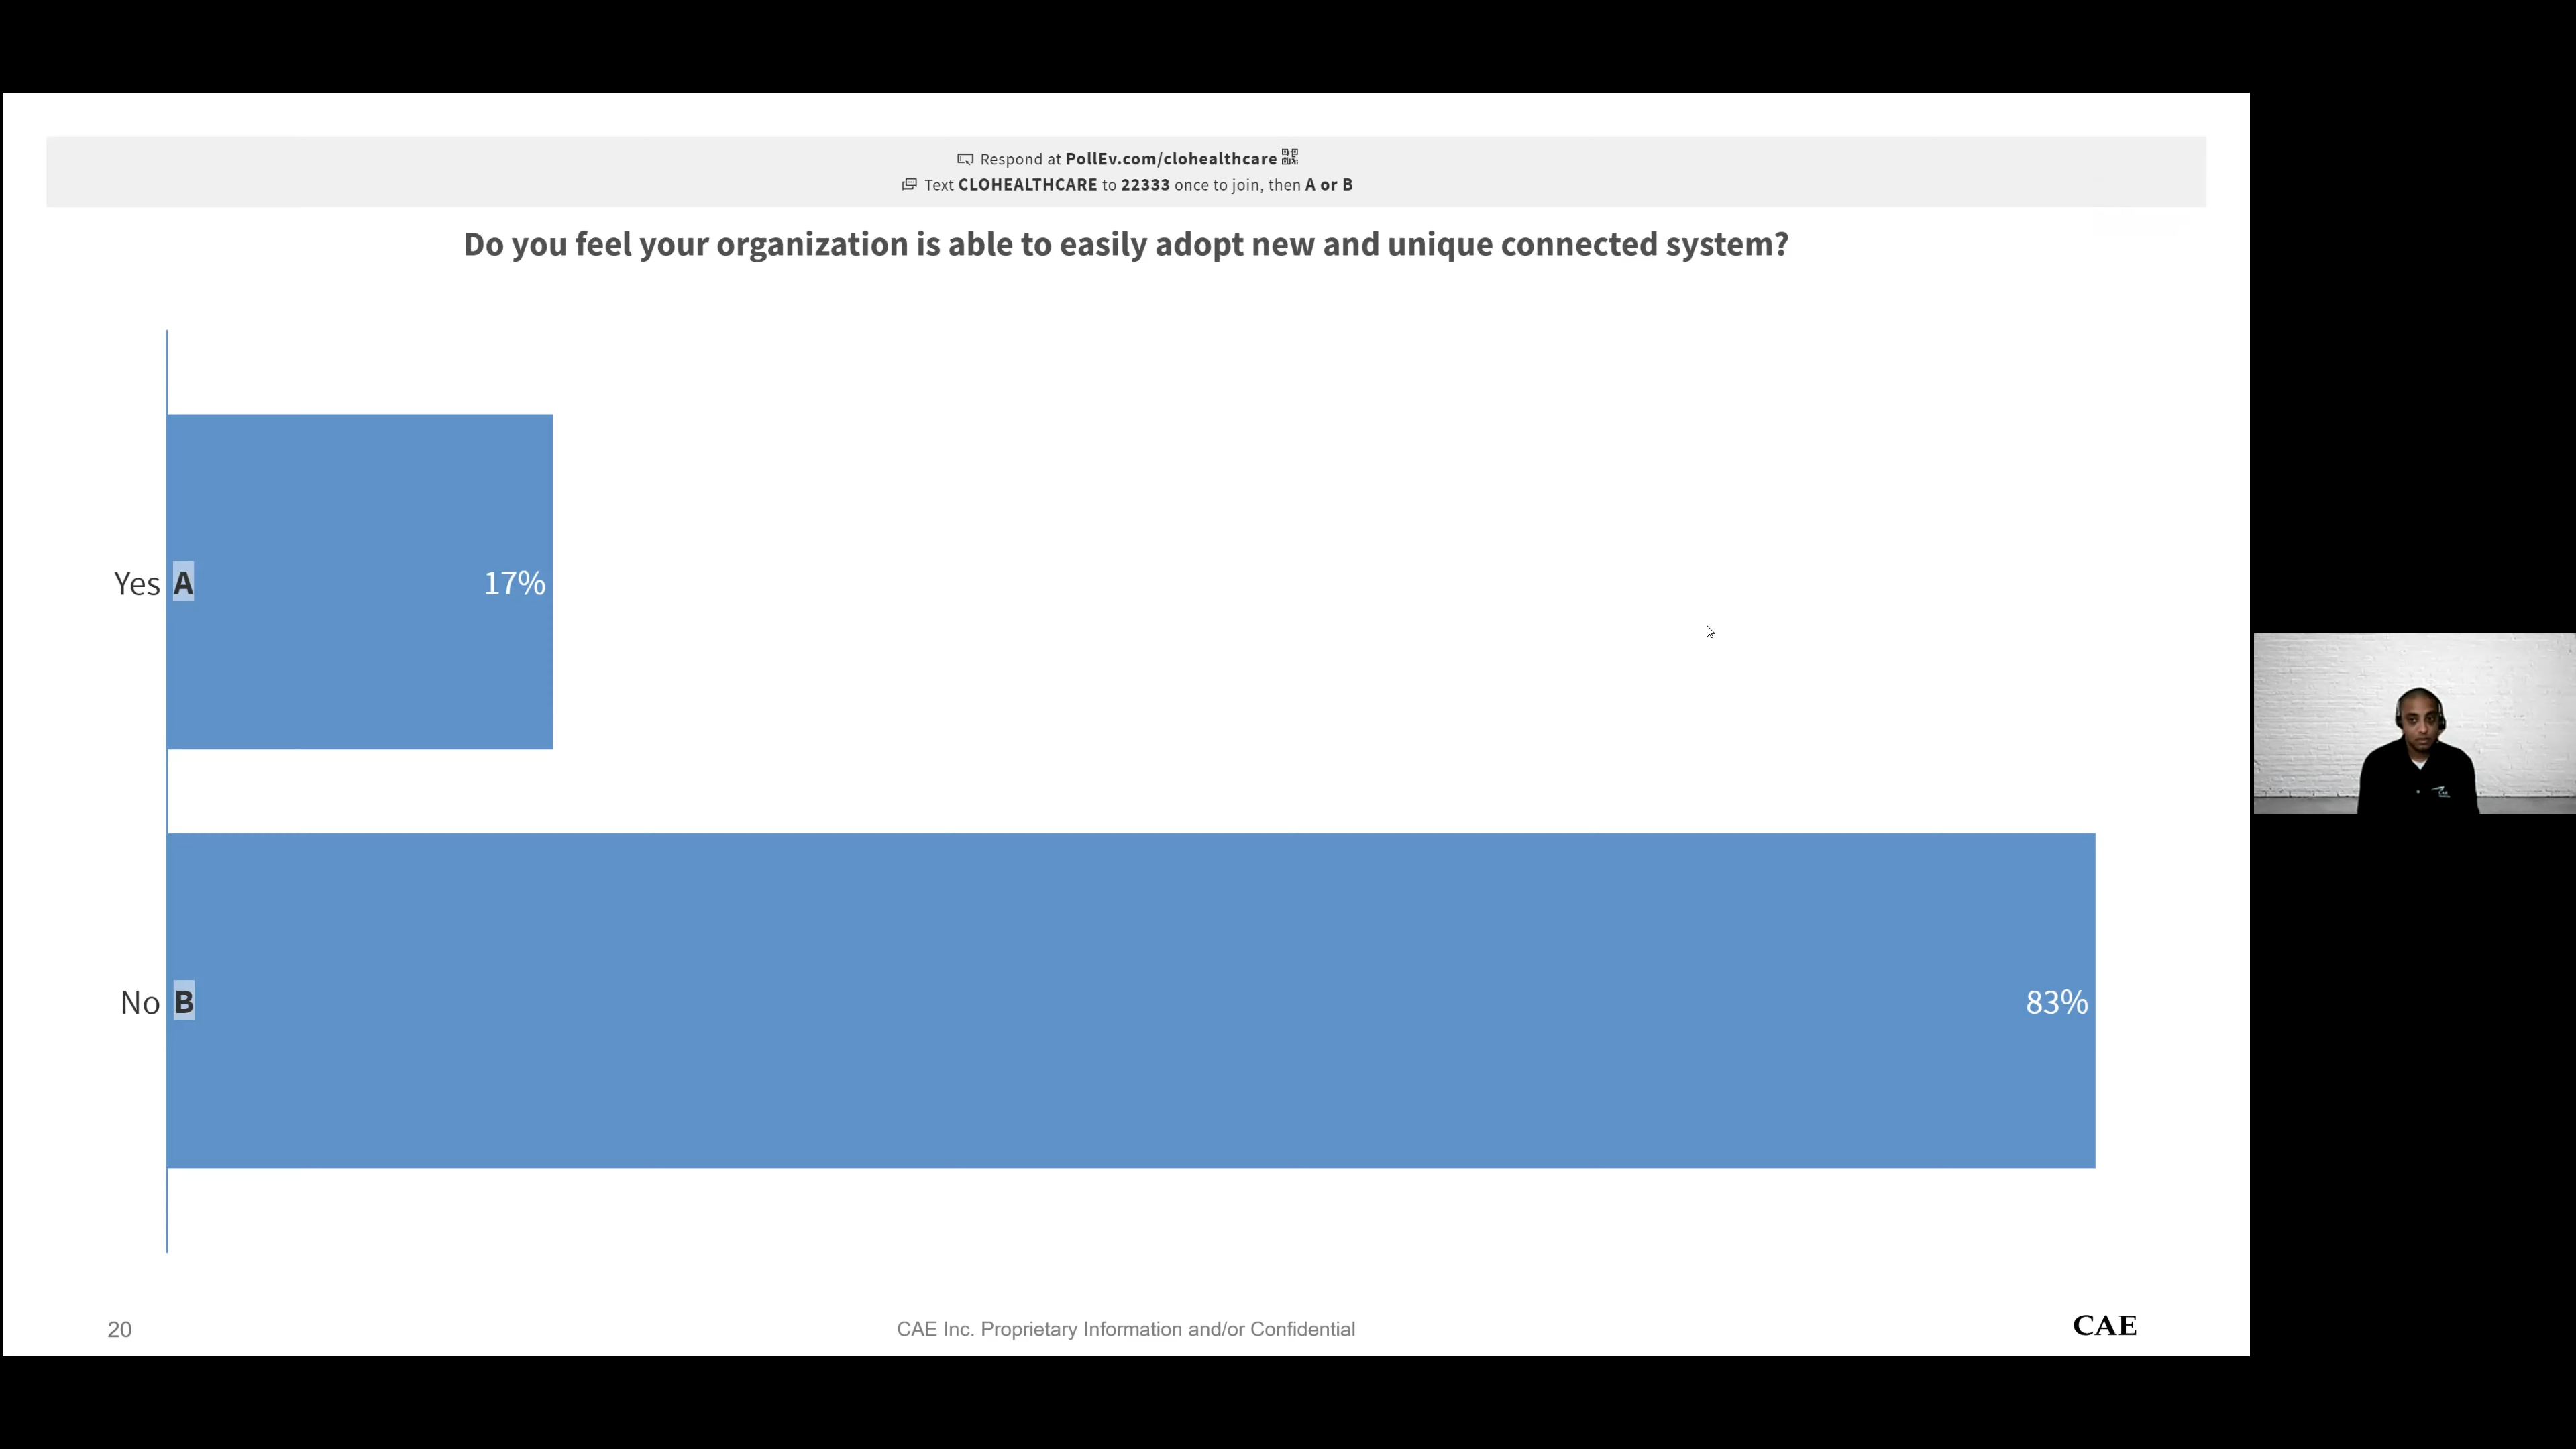 Respond at PollEv.com/clohealthcare
Text CLOHEALTHCARE to 22333 once to join, then A or B
Do you feel your organization is able to easily adopt new and unique connected system?
Yes A 17%
No B 83%
20
CAE Inc. Proprietary Information and/or Confidential
CAE